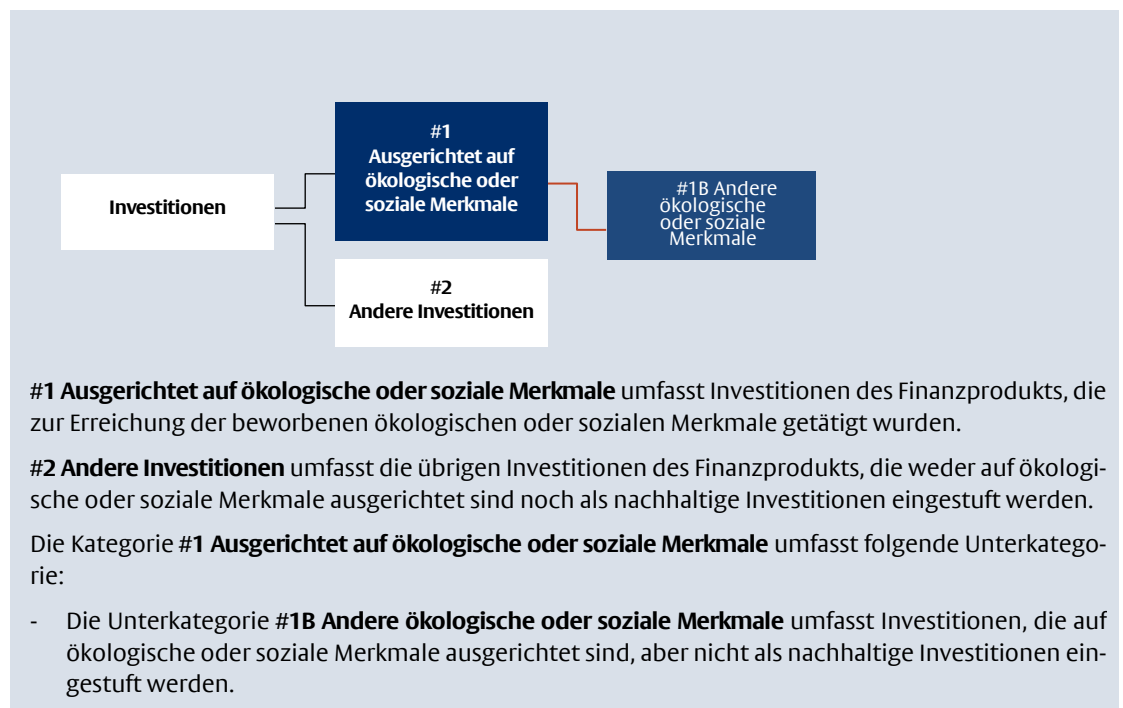 #1
Ausgerichtet auf
ökologische oder
soziale Merkmale
Investitionen
#1B Andere
ökologische
oder soziale
Merkmale
#2
Andere Investitionen
#1 Ausgerichtet auf ökologische oder soziale Merkmale umfasst Investitionen des Finanzprodukts, die
zur Erreichung der beworbenen ökologischen oder sozialen Merkmale getätigt wurden.
#2 Andere Investitionen umfasst die übrigen Investitionen des Finanzprodukts, die weder auf ökologi-
sche oder soziale Merkmale ausgerichtet sind noch als nachhaltige Investitionen eingestuft werden.
Die Kategorie #1 Ausgerichtet auf ökologische oder soziale Merkmale umfasst folgende Unterkatego-
rie:
- Die Unterkategorie #1B Andere ökologische oder soziale Merkmale umfasst Investitionen, die auf
ökologische oder soziale Merkmale ausgerichtet sind, aber nicht als nachhaltige Investitionen ein-
gestuft werden.